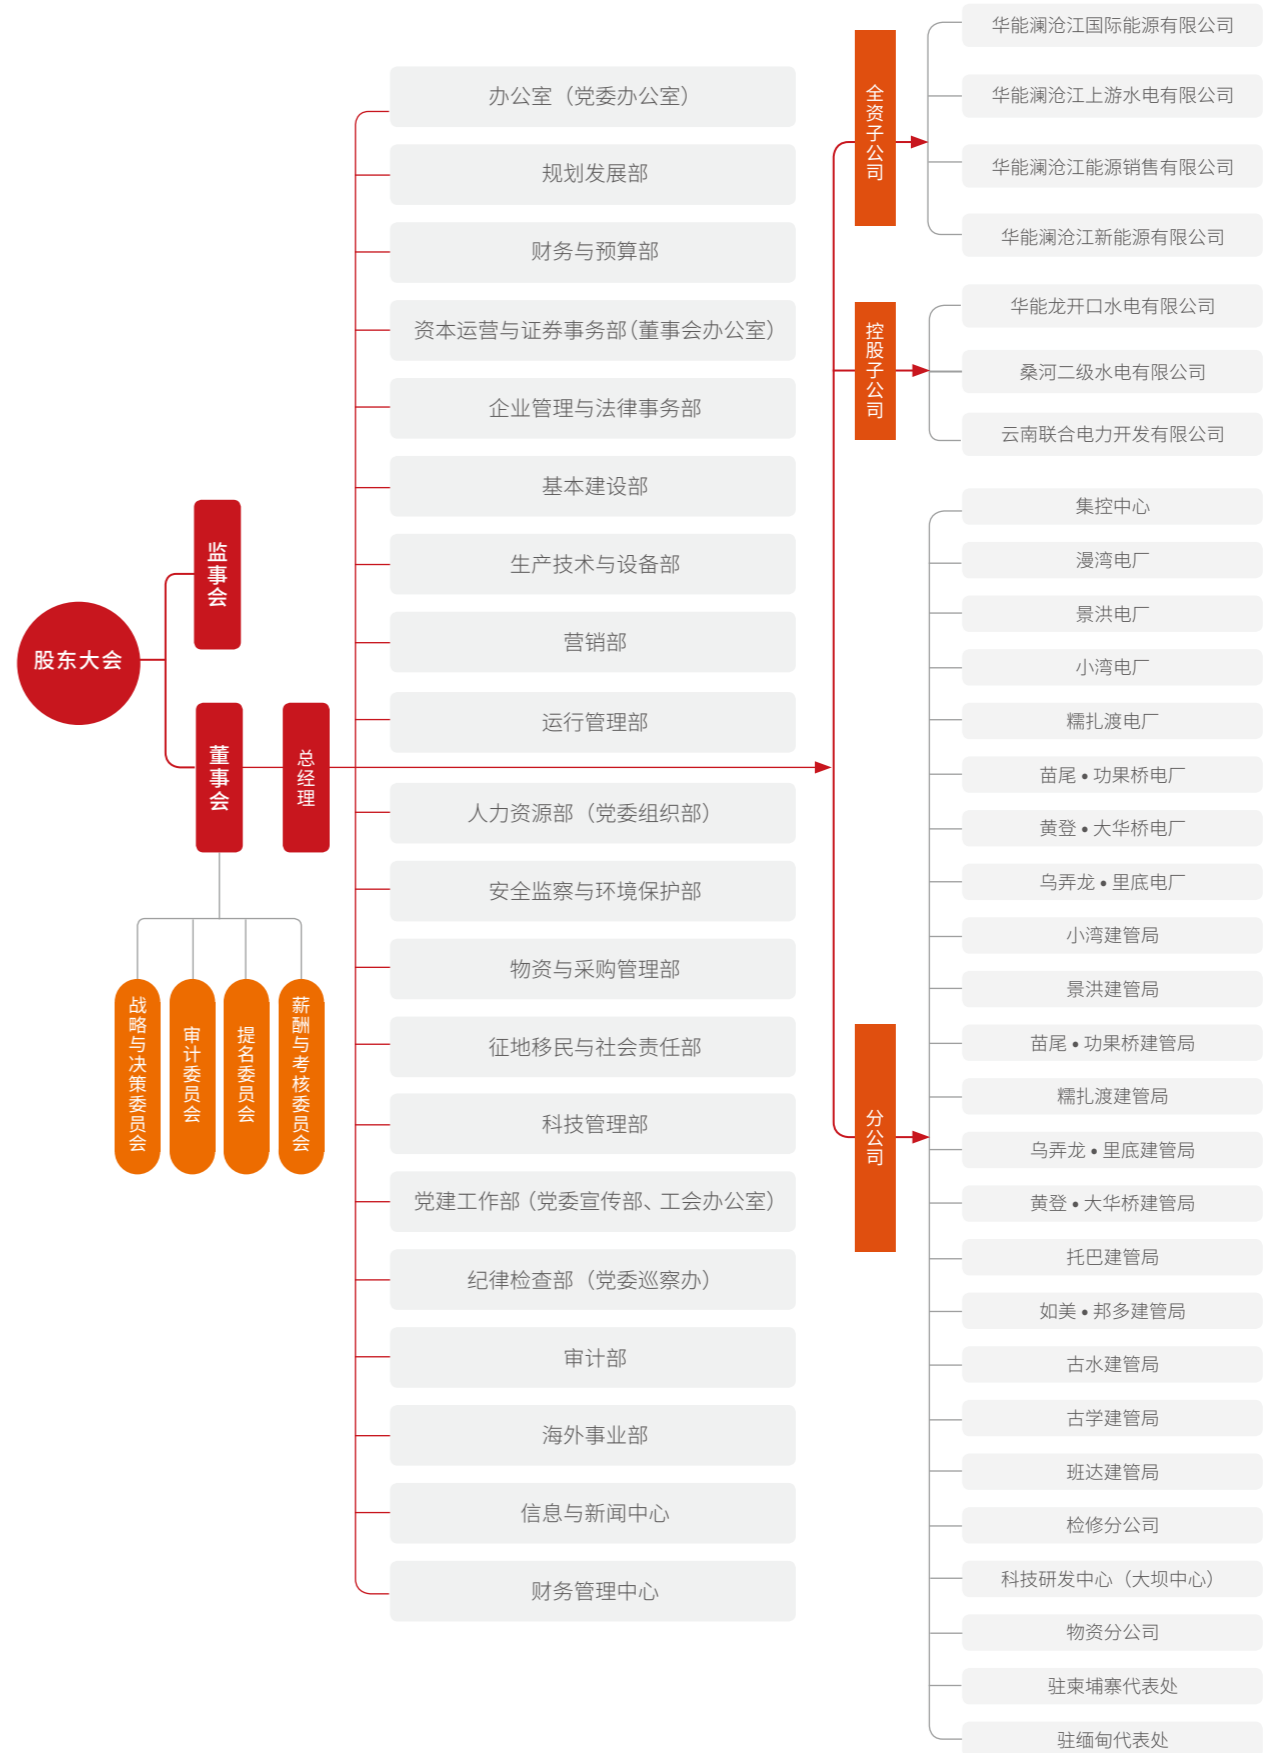 股东大会
监事会
董事会
总经理
战略与决策委员会
审计委员会
提名委员会
薪酬与考核委员会
办公室（党委办公室）
规划发展部
财务与预算部
资本运营与证券事务部（董事会办公室）
企业管理与法律事务部
基本建设部
生产技术与设备部
营销部
运行管理部
人力资源部（党委组织部）
安全监察与环境保护部
物资与采购管理部
征地移民与社会责任部
科技管理部
党建工作部（党委宣传部、工会办公室）
纪律检查部（党委巡察办）
审计部
海外事业部
信息与新闻中心
财务管理中心
全资子公司
华能澜沧江国际能源有限公司
华能澜沧江上游水电有限公司
华能澜沧江能源销售有限公司
华能澜沧江新能源有限公司
控股子公司
华能龙开口水电有限公司
桑河二级水电有限公司
云南联合电力开发有限公司
分公司
集控中心
漫湾电厂
景洪电厂
小湾电厂
糯扎渡电厂
苗尾•功果桥电厂
黄登•大华桥电厂
乌弄龙•里底电厂
小湾建管局
景洪建管局
苗尾•功果桥建管局
糯扎渡建管局
乌弄龙•里底建管局
黄登•大华桥建管局
托巴建管局
如美•邦多建管局
古水建管局
古学建管局
班达建管局
检修分公司
科技研发中心（大坝中心）
物资分公司
驻柬埔寨代表处
驻缅甸代表处